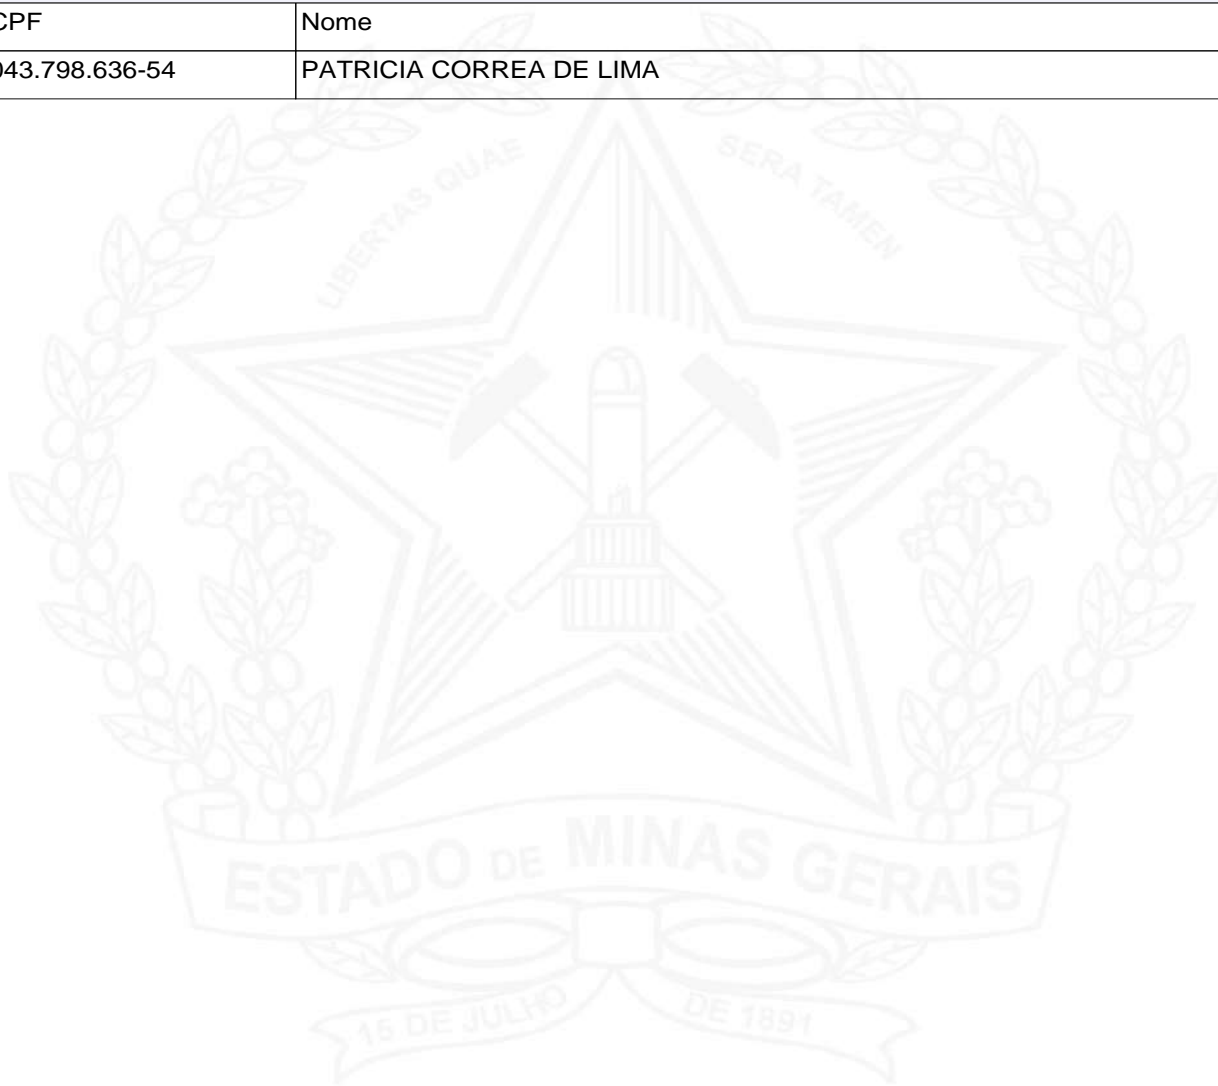 CPF Nome
043.798.636-54 PATRICIA CORREA DE LIMA
LIBERTAS QUAE SERA TAMEN
ESTADO DE MINAS GERAIS
15 DE JULHO DE 1891